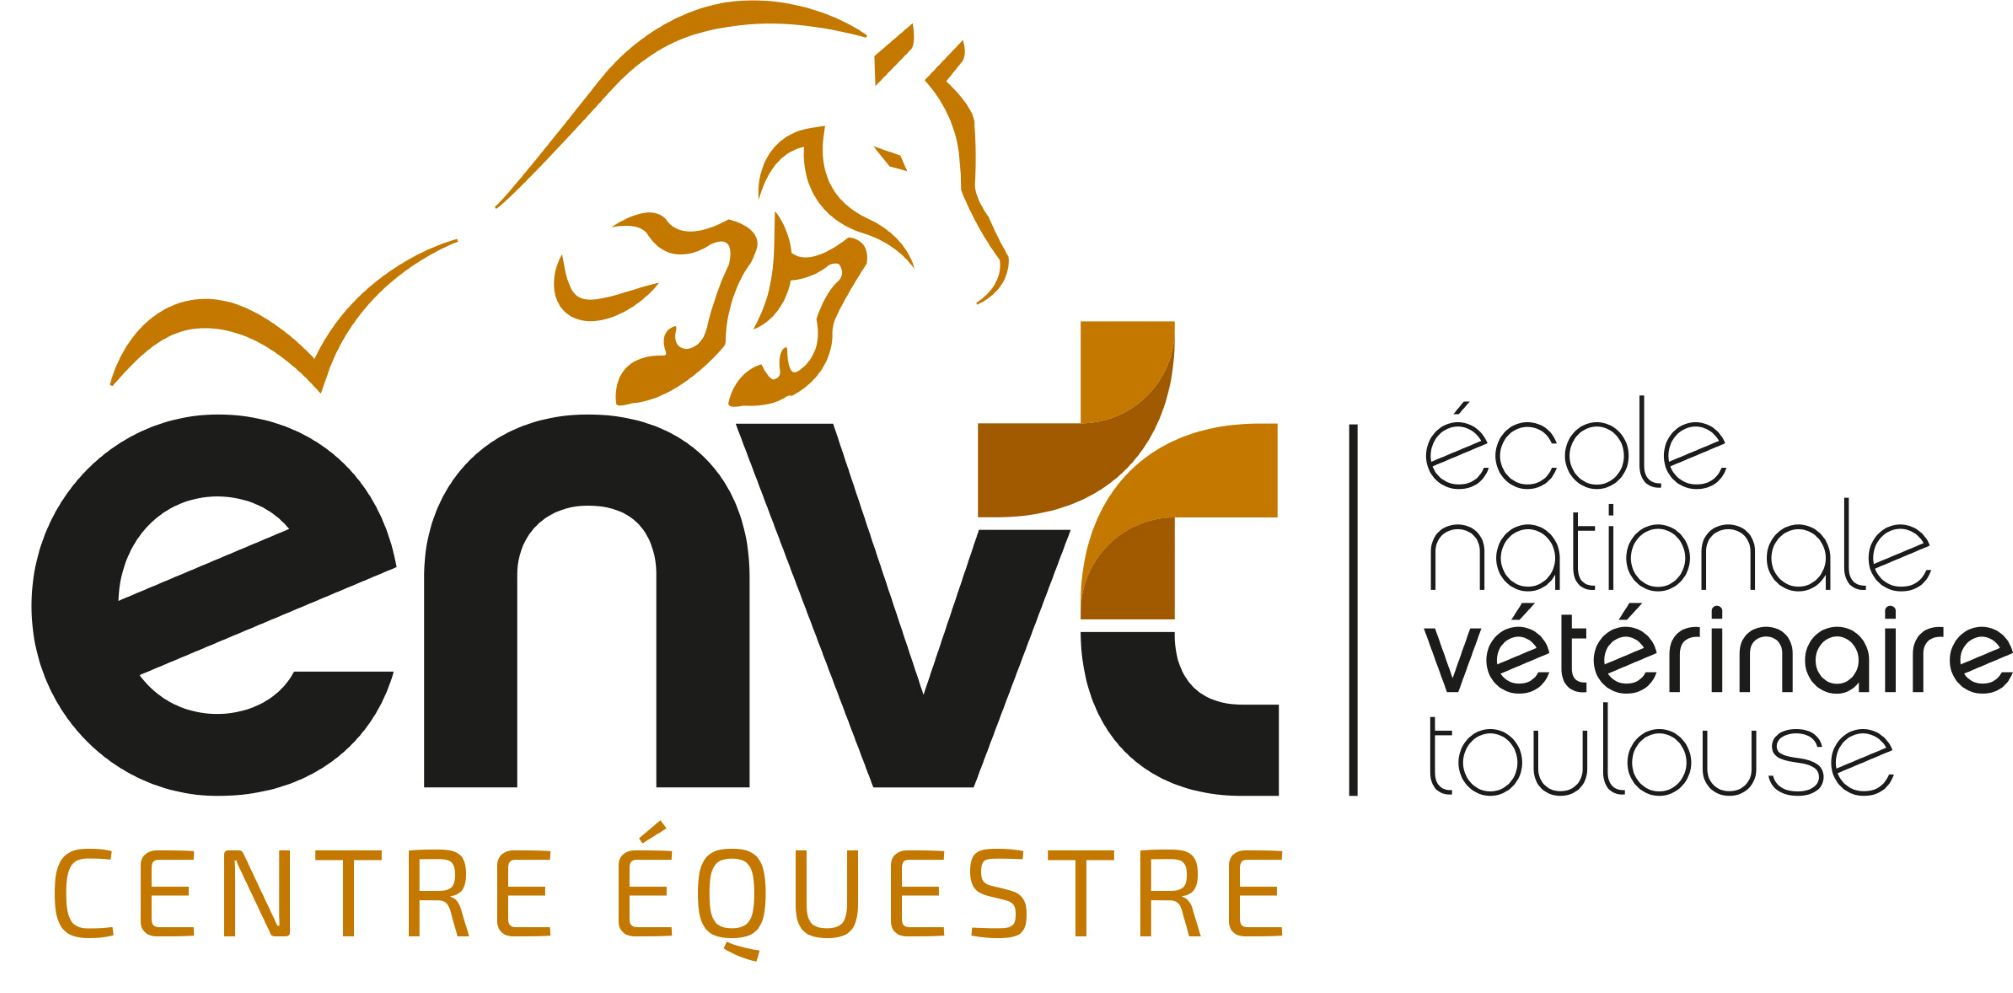 envt
école
nationale
vétérinaire
toulouse
CENTRE ÉQUESTRE